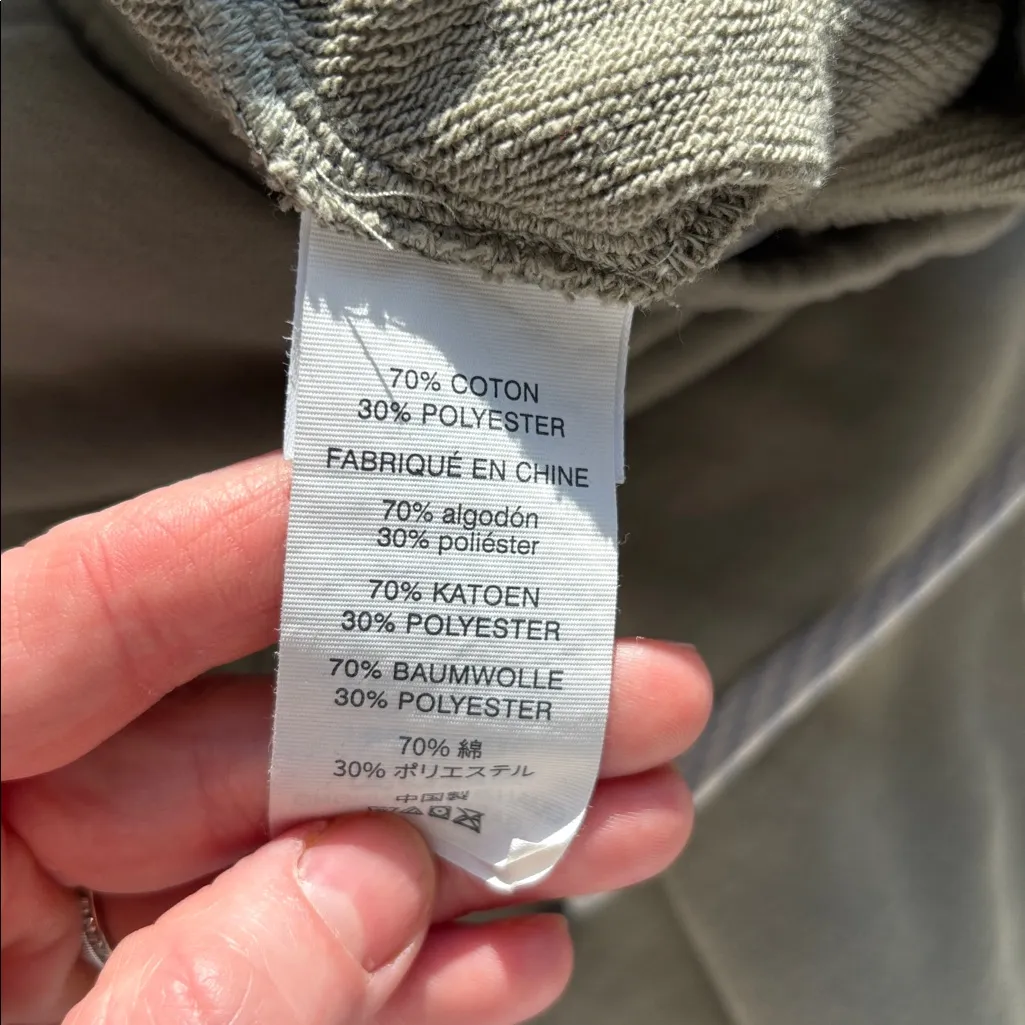 70% COTON
30% POLYESTER
FABRIQUÉ EN CHINE
70% algodón
30% poliéster
70% KATOEN
30% POLYESTER
70% BAUMWOLLE
30% POLYESTER
70% 綿
30% ポリエステル
中国製